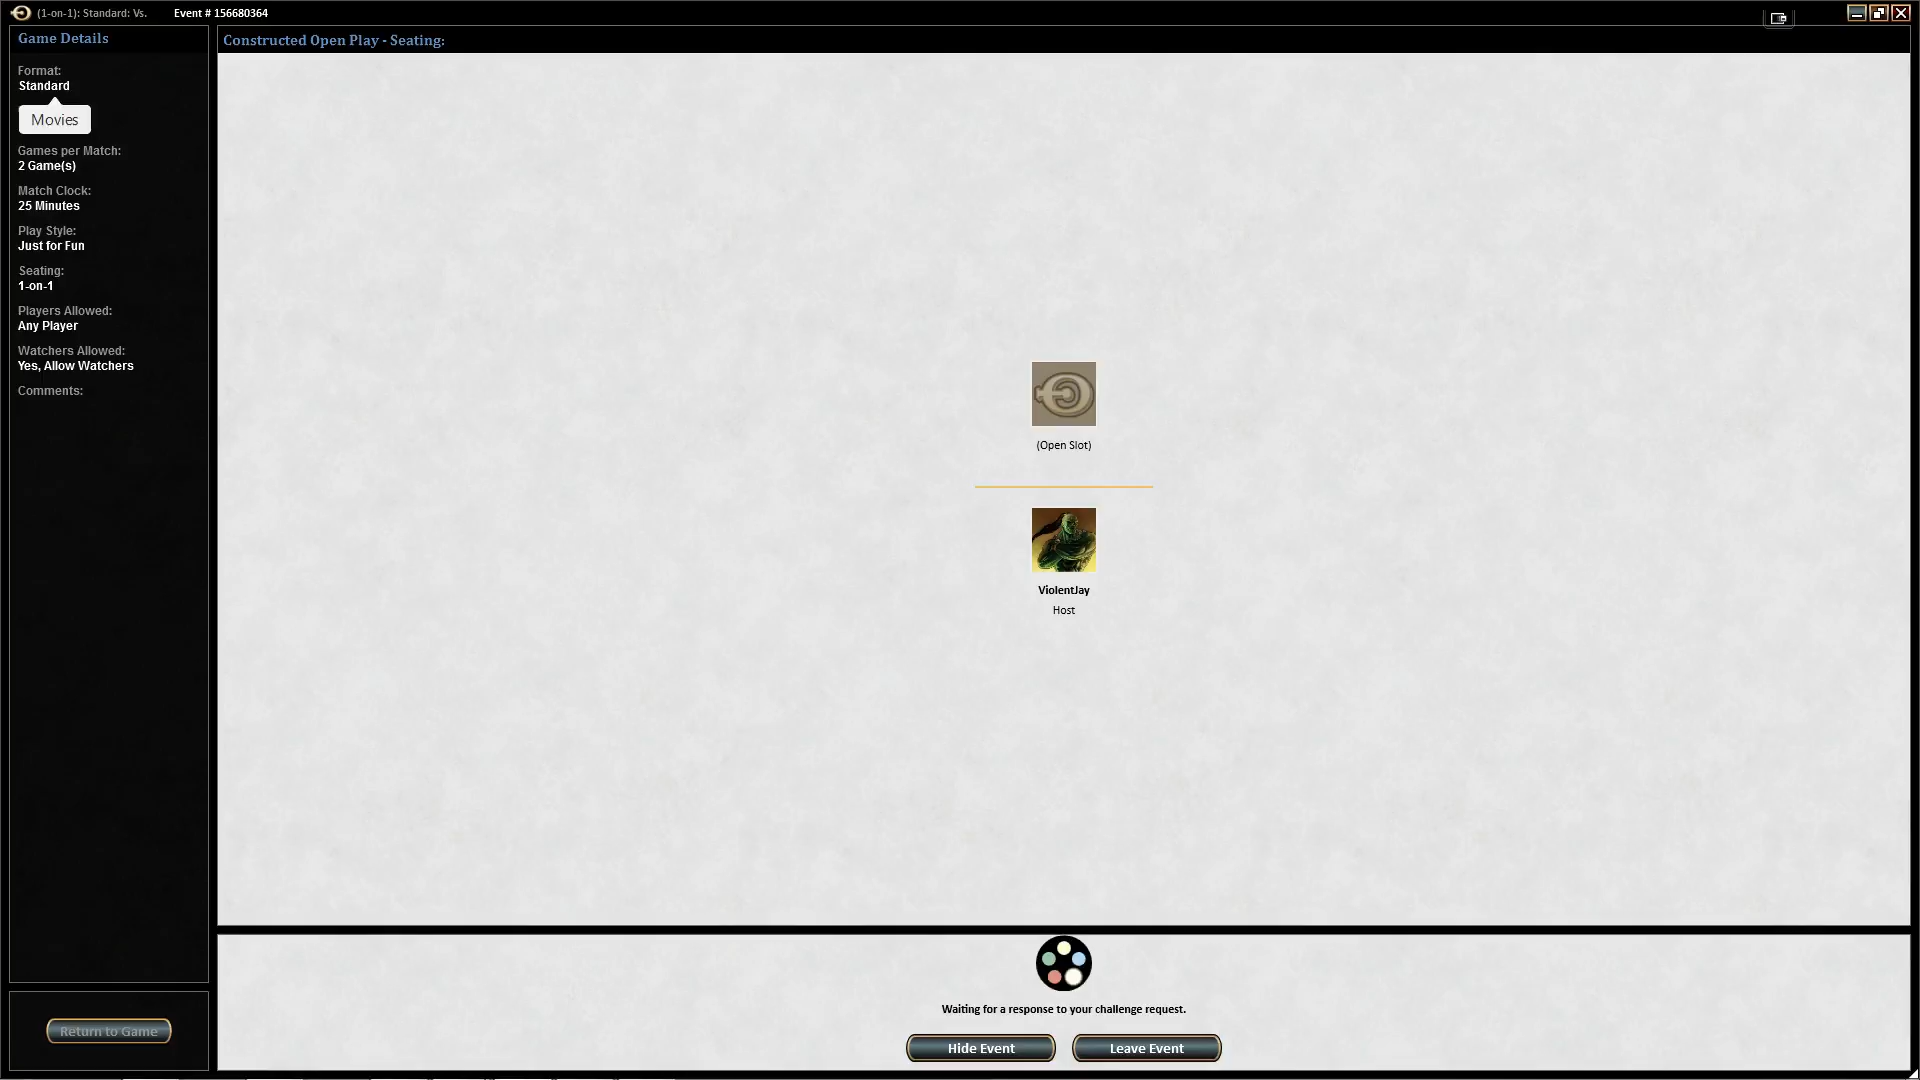 (1-on-1): Standard: Vs. Event # 156680364
Game Details
Format:
Standard
Movies
Games per Match:
2 Game(s)
Match Clock:
25 Minutes
Play Style:
Just for Fun
Seating:
1-on-1
Players Allowed:
Any Player
Watchers Allowed:
Yes, Allow Watchers
Comments:
Return to Game
Constructed Open Play - Seating:
(Open Slot)
ViolentJay
Host
Waiting for a response to your challenge request.
Hide Event
Leave Event